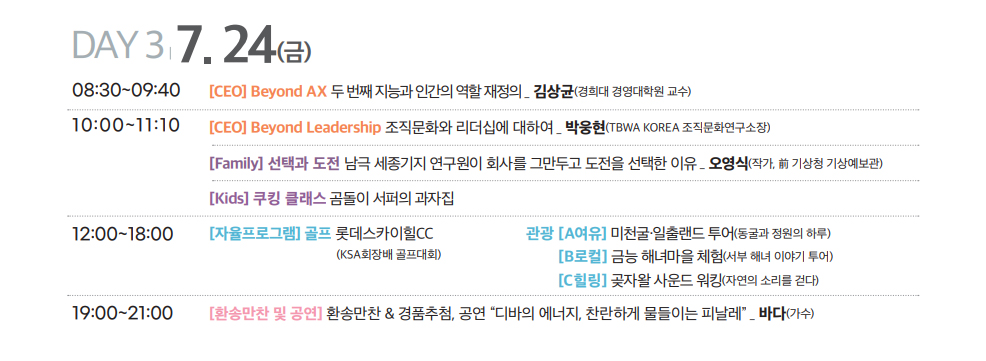 DAY 3 7. 24(금)
08:30~09:40 [CEO] Beyond AX 두 번째 지능과 인간의 역할 재정의 _ 김상균(경희대 경영대학원 교수)
10:00~11:10 [CEO] Beyond Leadership 조직문화와 리더십에 대하여 _ 박웅현(TBWA KOREA 조직문화연구소장)
[Family] 선택과 도전 남극 세종기지 연구원이 회사를 그만두고 도전을 선택한 이유 _ 오영식(작가, 前 기상청 기상예보관)
[Kids] 쿠킹 클래스 곰돌이 서퍼의 과자집
12:00~18:00 [자율프로그램] 골프 롯데스카이힐CC
(KSA회장배 골프대회)
관광 [A여유] 미천굴·일출랜드 투어(동굴과 정원의 하루)
[B로컬] 금능 해녀마을 체험(서부 해녀 이야기 투어)
[C힐링] 곶자왈 사운드 워킹(자연의 소리를 걷다)
19:00~21:00 [환송만찬 및 공연] 환송만찬 & 경품추첨, 공연 “디바의 에너지, 찬란하게 물들이는 피날레” _ 바다(가수)